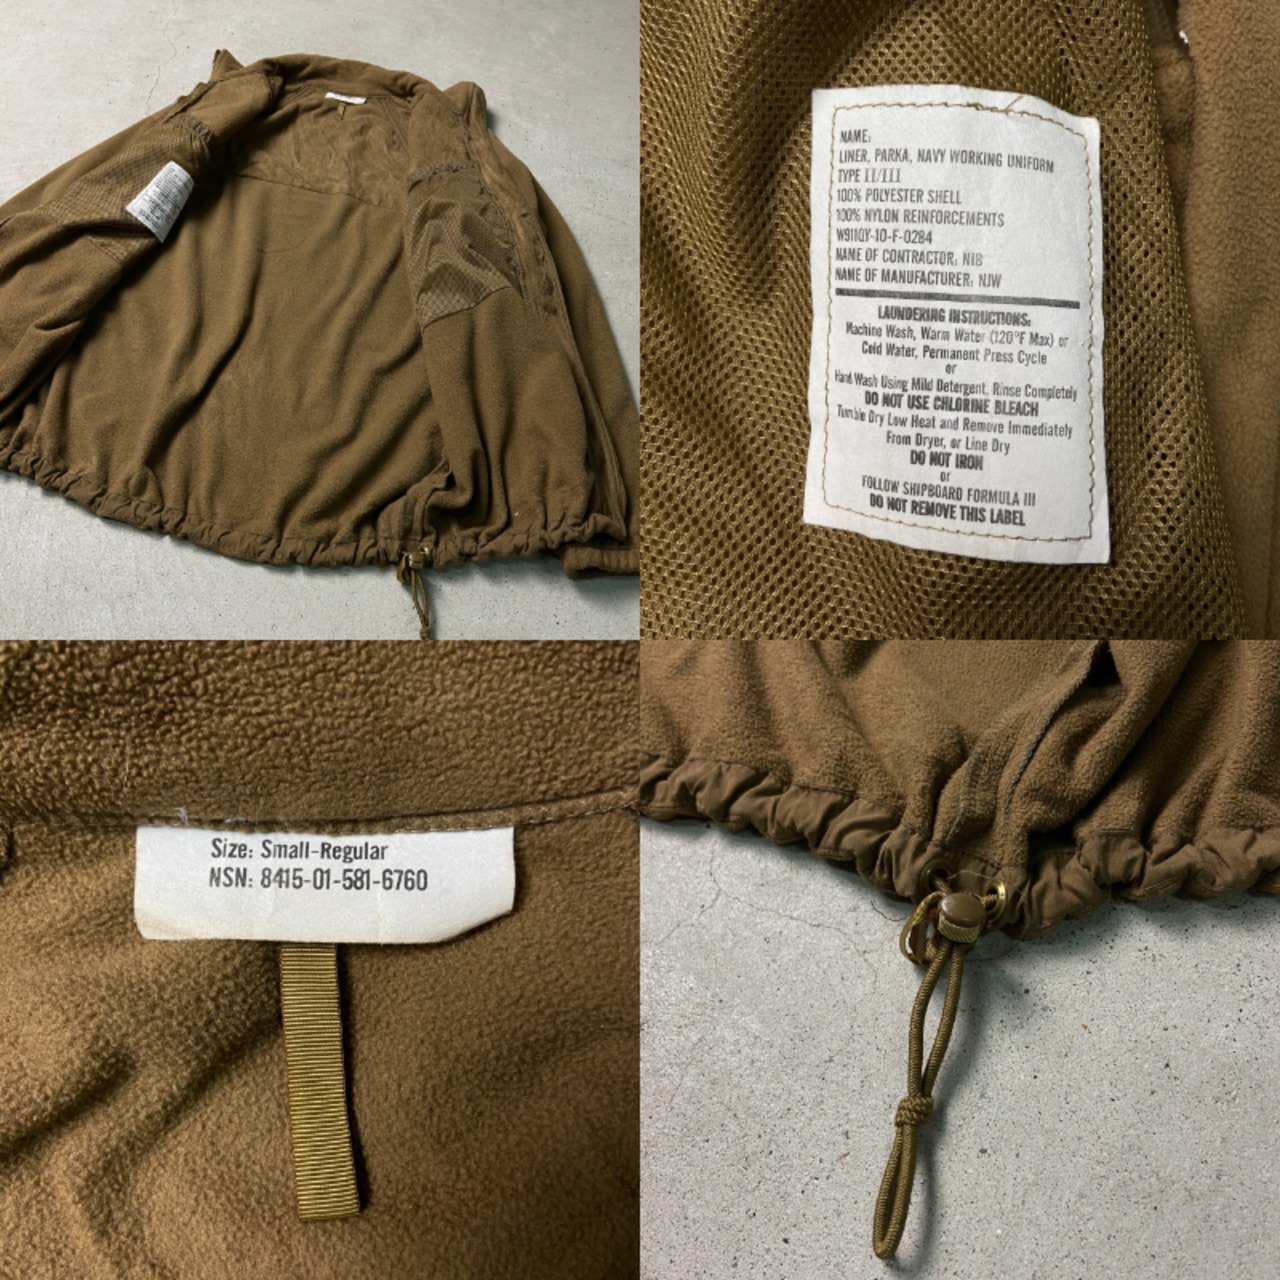 NAME:
LINER, PARKA, NAVY WORKING UNIFORM
TYPE II/III
100% POLYESTER SHELL
100% NYLON REINFORCEMENTS
W911QY-10-F-0284
NAME OF CONTRACTOR: NIB
NAME OF MANUFACTURER: NJW
LAUNDERING INSTRUCTIONS:
Machine Wash, Warm Water (120°F Max) or
Cold Water, Permanent Press Cycle
or
Hand Wash Using Mild Detergent, Rinse Completely
DO NOT USE CHLORINE BLEACH
Tumble Dry Low Heat and Remove Immediately
From Dryer, or Line Dry
DO NOT IRON
or
FOLLOW SHIPBOARD FORMULA III
DO NOT REMOVE THIS LABEL
Size: Small-Regular
NSN: 8415-01-581-6760